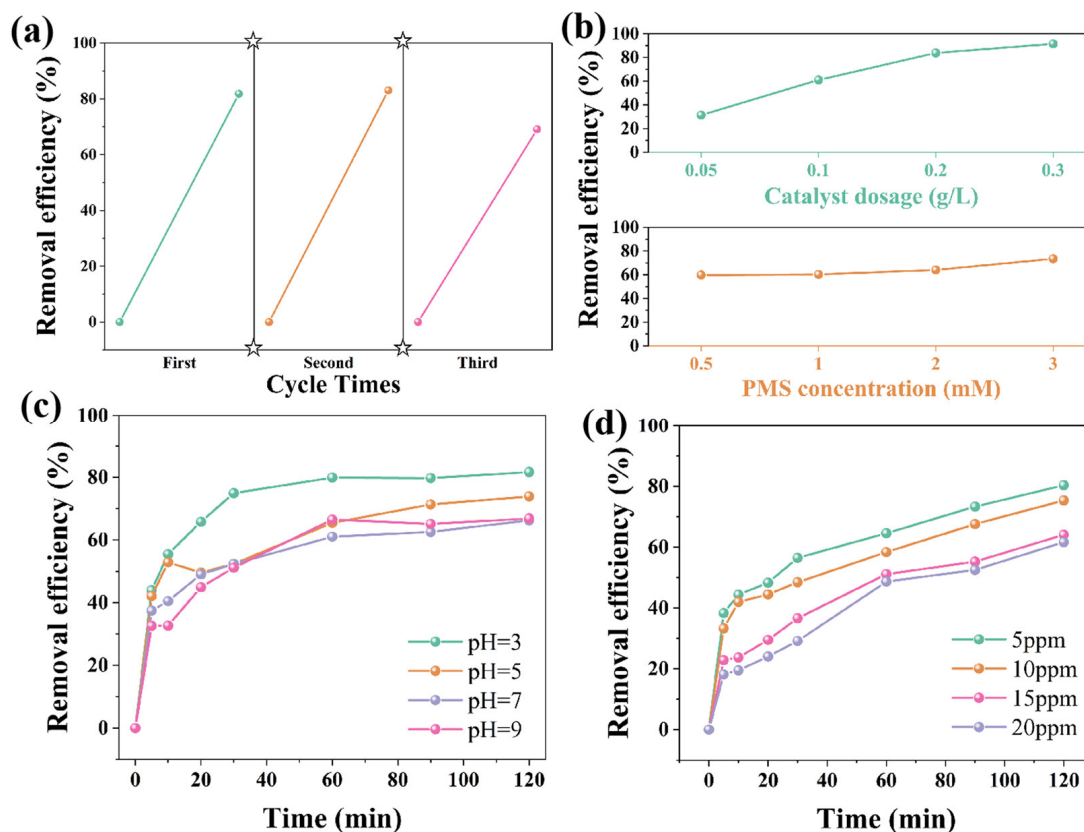 (a)
Removal efficiency (%)
100
80
60
40
20
0
First Second Third
Cycle Times
(b)
Removal efficiency (%)
100
80
60
40
20
0
0.05 0.1 0.2 0.3
Catalyst dosage (g/L)
100
80
60
40
20
0
0.5 1 2 3
PMS concentration (mM)
(c)
Removal efficiency (%)
100
80
60
40
20
0
pH=3
pH=5
pH=7
pH=9
0 20 40 60 80 100 120
Time (min)
(d)
Removal efficiency (%)
100
80
60
40
20
0
5ppm
10ppm
15ppm
20ppm
0 20 40 60 80 100 120
Time (min)